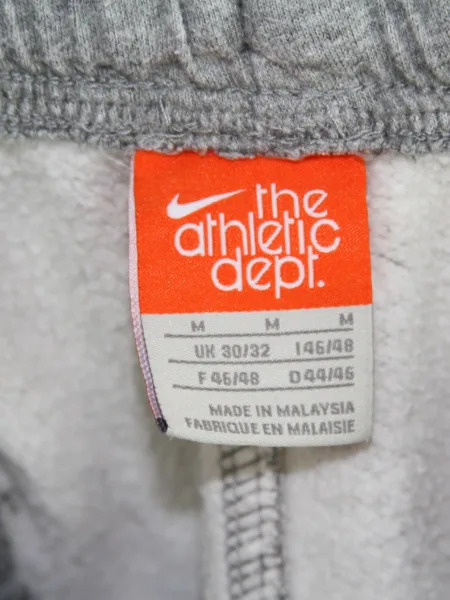 the
athletic
dept.
M M M
UK 30/32 I 46/48
F 46/48 D 44/46
MADE IN MALAYSIA
FABRIQUE EN MALAISIE